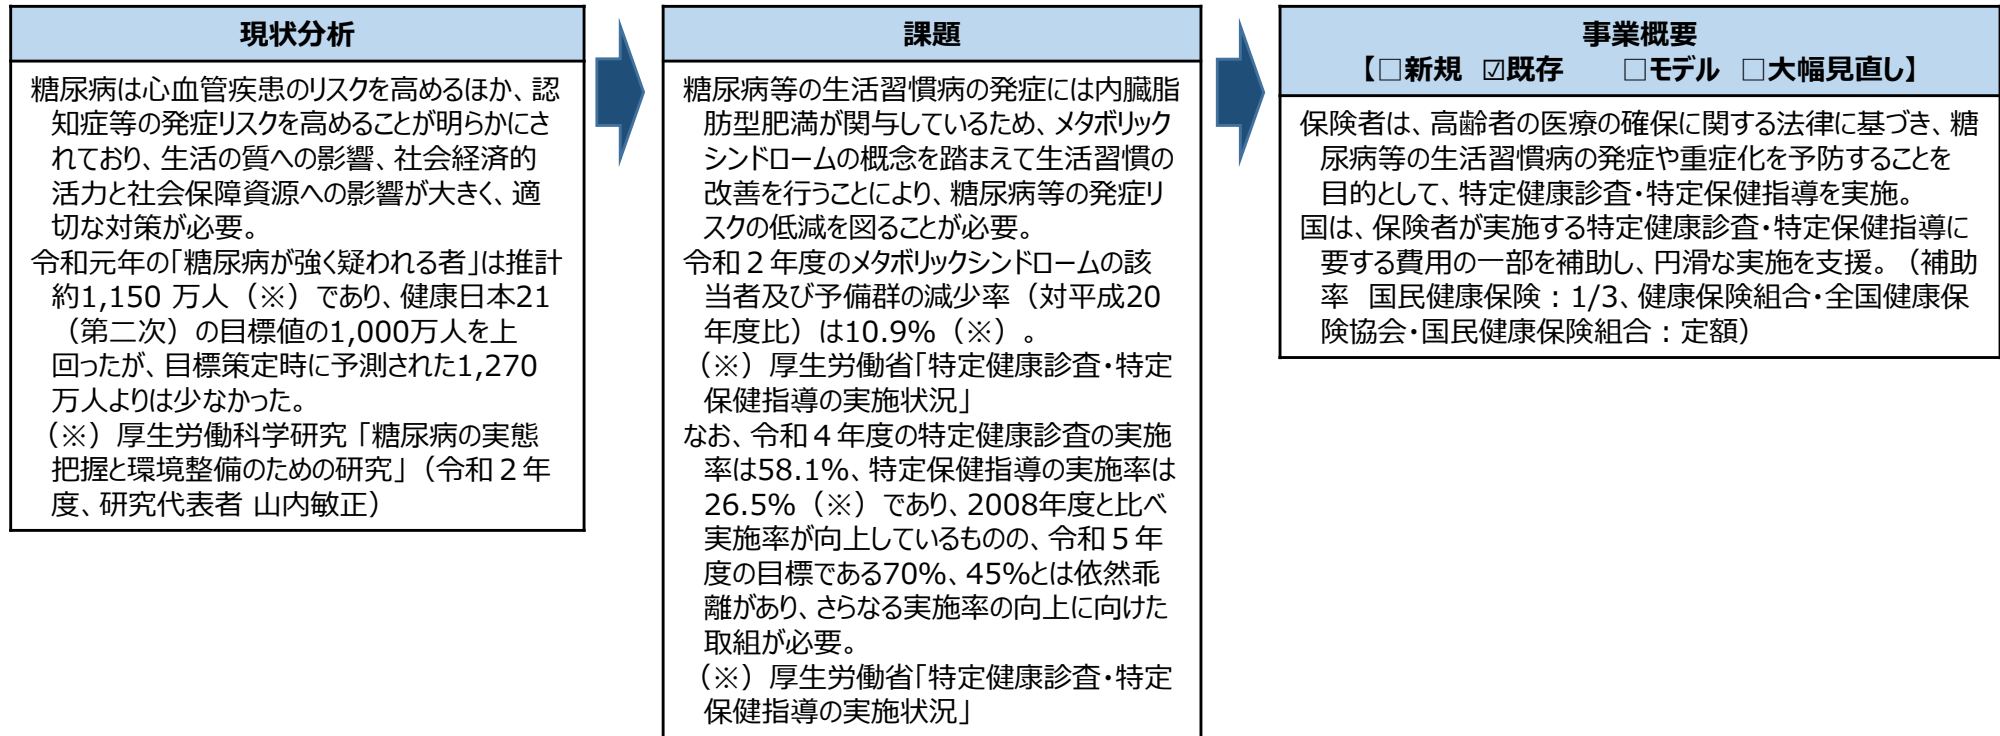 現状分析
糖尿病は心血管疾患のリスクを高めるほか、認
知症等の発症リスクを高めることが明らかにさ
れており、生活の質への影響、社会経済的
活力と社会保障資源への影響が大きく、適
切な対策が必要。
令和元年の「糖尿病が強く疑われる者」は推計
約1,150 万人（※）であり、健康日本21
（第二次）の目標値の1,000万人を上
回ったが、目標策定時に予測された1,270
万人よりは少なかった。
（※）厚生労働科学研究「糖尿病の実態
把握と環境整備のための研究」（令和２年
度、研究代表者 山内敏正）
課題
糖尿病等の生活習慣病の発症には内臓脂
肪型肥満が関与しているため、メタボリック
シンドロームの概念を踏まえて生活習慣の
改善を行うことにより、糖尿病等の発症リ
スクの低減を図ることが必要。
令和２年度のメタボリックシンドロームの該
当者及び予備群の減少率（対平成20
年度比）は10.9%（※）。
（※）厚生労働省「特定健康診査・特定
保健指導の実施状況」
なお、令和４年度の特定健康診査の実施
率は58.1%、特定保健指導の実施率は
26.5%（※）であり、2008年度と比べ
実施率が向上しているものの、令和５年
度の目標である70%、45%とは依然乖
離があり、さらなる実施率の向上に向けた
取組が必要。
（※）厚生労働省「特定健康診査・特定
保健指導の実施状況」
事業概要
【□新規 ☑既存 □モデル □大幅見直し】
保険者は、高齢者の医療の確保に関する法律に基づき、糖
尿病等の生活習慣病の発症や重症化を予防することを
目的として、特定健康診査・特定保健指導を実施。
国は、保険者が実施する特定健康診査・特定保健指導に
要する費用の一部を補助し、円滑な実施を支援。（補助
率 国民健康保険：1/3、健康保険組合・全国健康保
険協会・国民健康保険組合：定額）